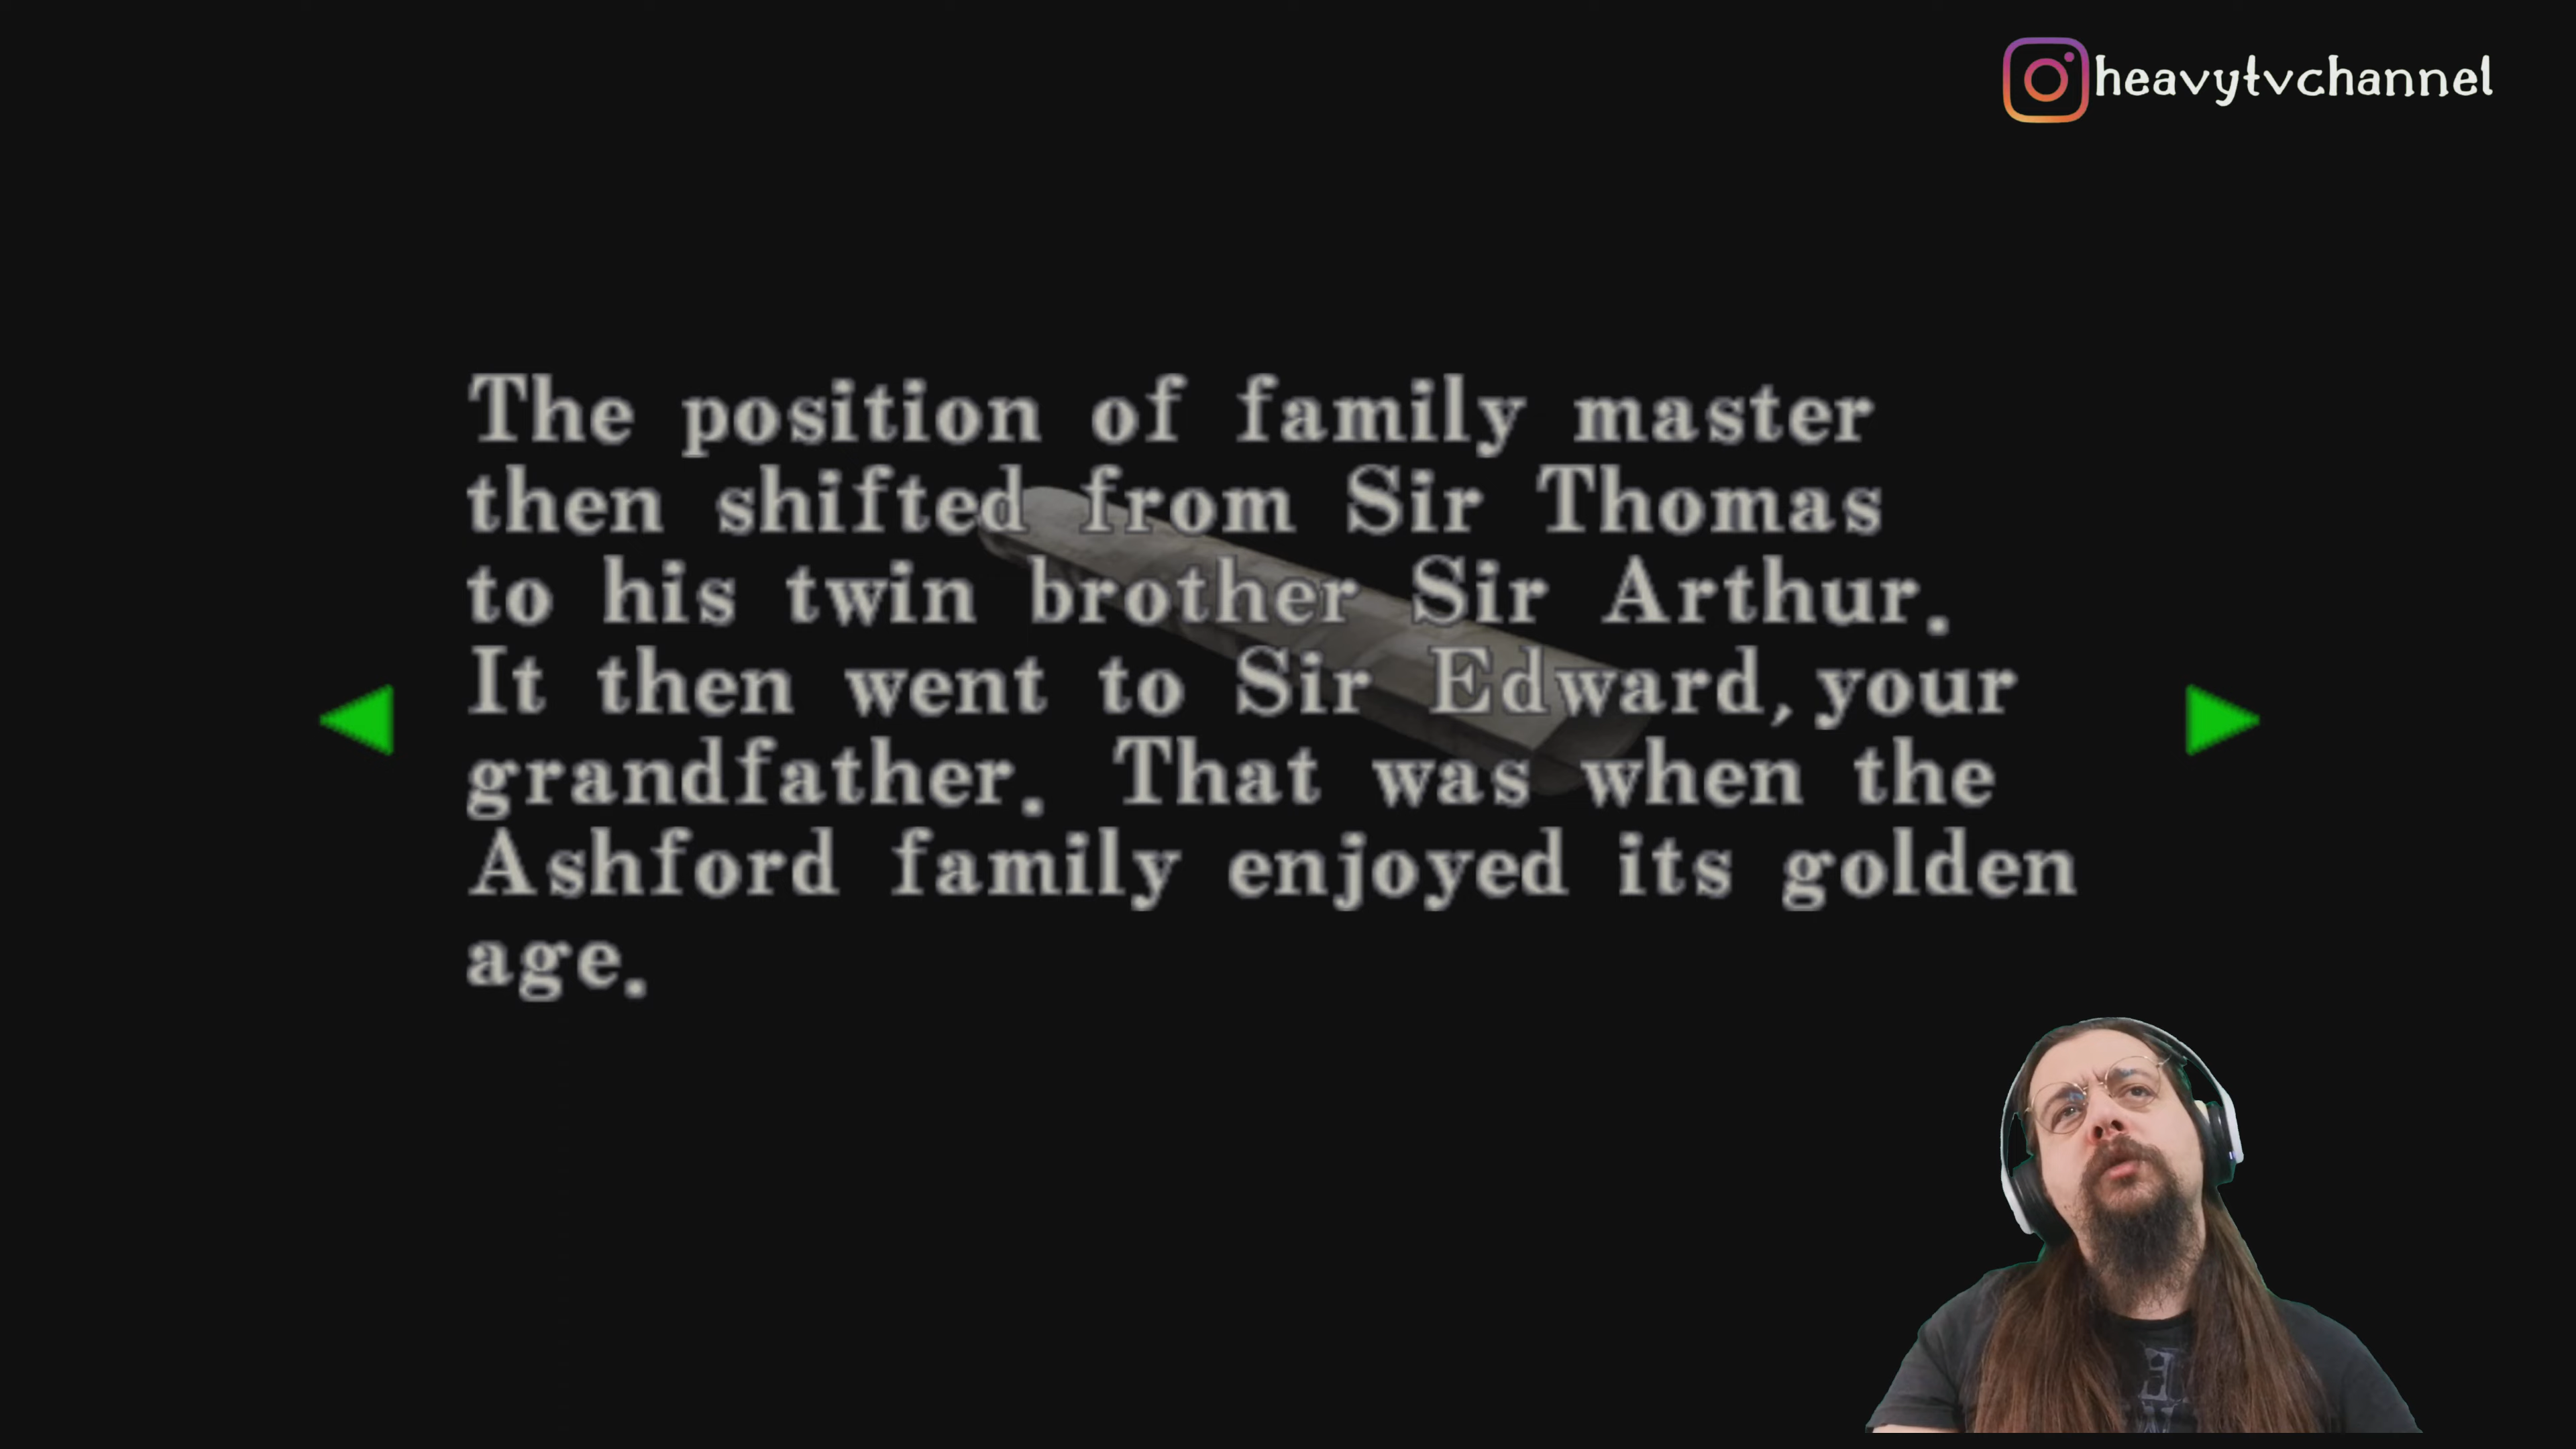 heavytvchannel
The position of family master
then shifted from Sir Thomas
to his twin brother Sir Arthur.
It then went to Sir Edward,your
grandfather. That was when the
Ashford family enjoyed its golden
age.